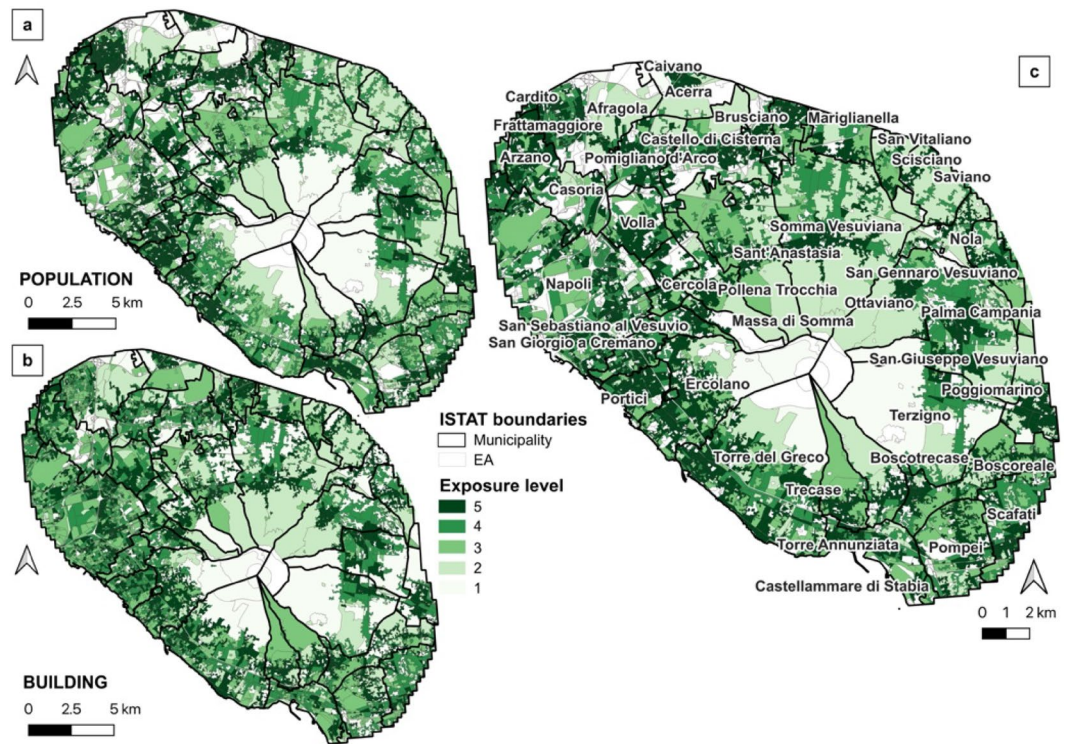 a
POPULATION
0 2.5 5 km
b
BUILDING
0 2.5 5 km
ISTAT boundaries
Municipality
EA
Exposure level
5
4
3
2
1
c
Caivano
Acerra
Cardito
Afragola
Brusciano
Mariglianella
Frattamaggiore
Castello di Cisterna
San Vitaliano
Arzano
Pomigliano d'Arco
Scisciano
Saviano
Casoria
Volla
Somma Vesuviana
Nola
Sant Anastasia
San Gennaro Vesuviano
Napoli
Cercola
Pollena Trocchia
Ottaviano
Palma Campania
San Sebastiano al Vesuvio
Massa di Somma
San Giorgio a Cremano
San Giuseppe Vesuviano
Ercolano
Poggiomarino
Portici
Terzigno
Torre del Greco
Boscotrecase
Boscoreale
Trecase
Scafati
Torre Annunziata
Pompei
Castellammare di Stabia
0 1 2 km